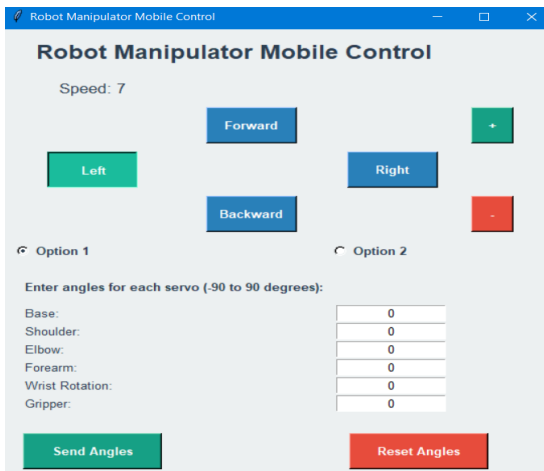 Robot Manipulator Mobile Control
Robot Manipulator Mobile Control
Speed: 7
Forward
+
Left
Right
Backward
-
Option 1
Option 2
Enter angles for each servo (-90 to 90 degrees):
Base: 0
Shoulder: 0
Elbow: 0
Forearm: 0
Wrist Rotation: 0
Gripper: 0
Send Angles
Reset Angles